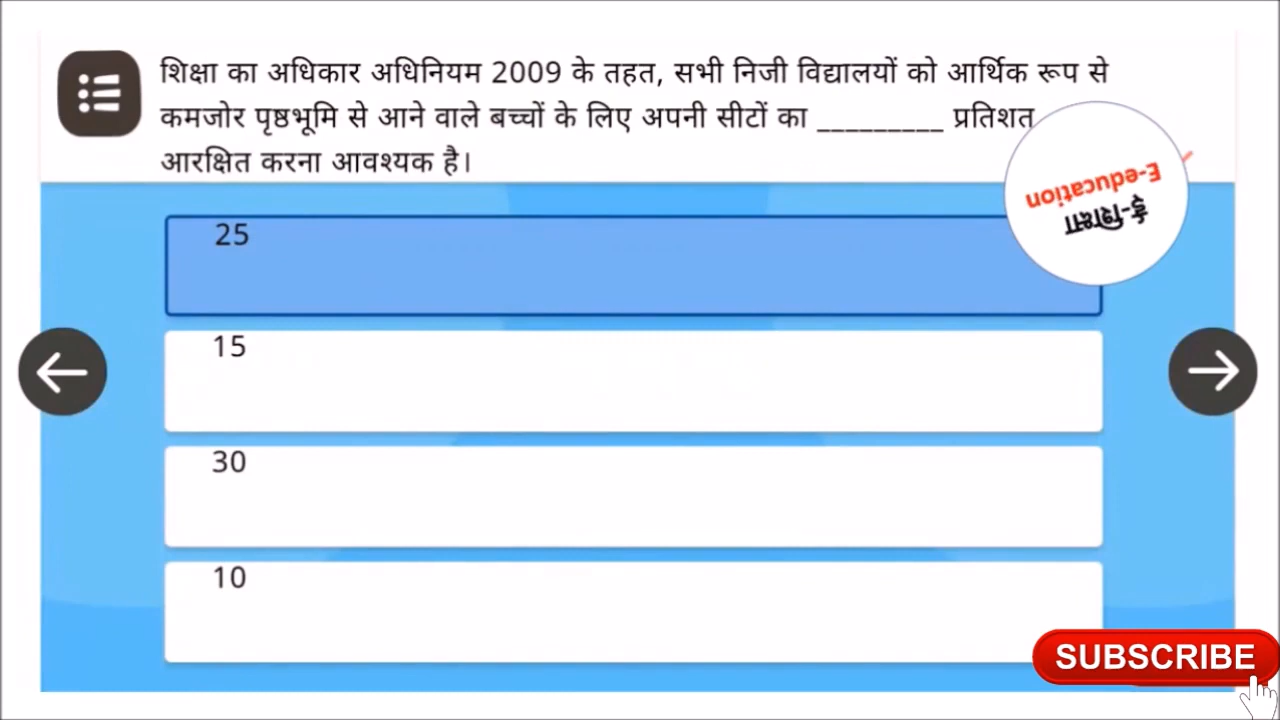 शिक्षा का अधिकार अधिनियम 2009 के तहत, सभी निजी विद्यालयों को आर्थिक रूप से
कमजोर पृष्ठभूमि से आने वाले बच्चों के लिए अपनी सीटों का _________ प्रतिशत
आरक्षित करना आवश्यक है।
ई-शिक्षा
E-education
25
15
30
10
SUBSCRIBE